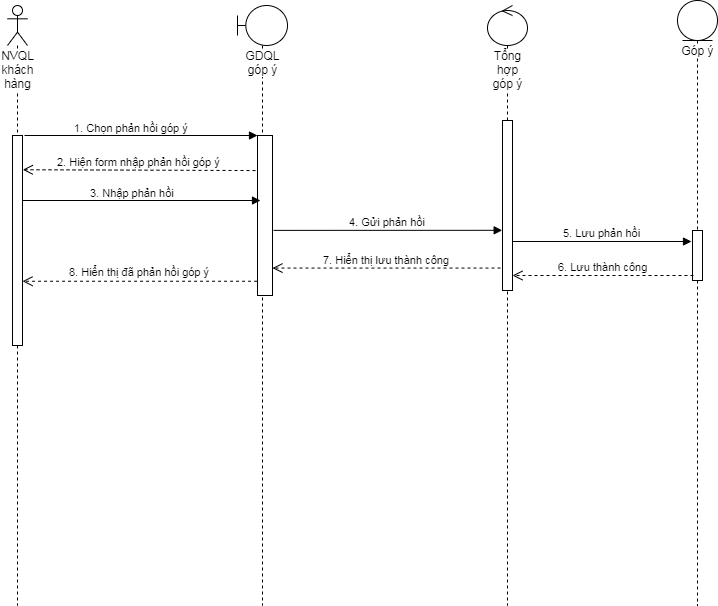 NVQL
khách
hàng
GDQL
góp ý
Tổng
hợp
góp ý
Góp ý
1. Chọn phản hồi góp ý
2. Hiện form nhập phản hồi góp ý
3. Nhập phản hồi
4. Gửi phản hồi
5. Lưu phản hồi
6. Lưu thành công
7. Hiển thị lưu thành công
8. Hiển thị đã phản hồi góp ý